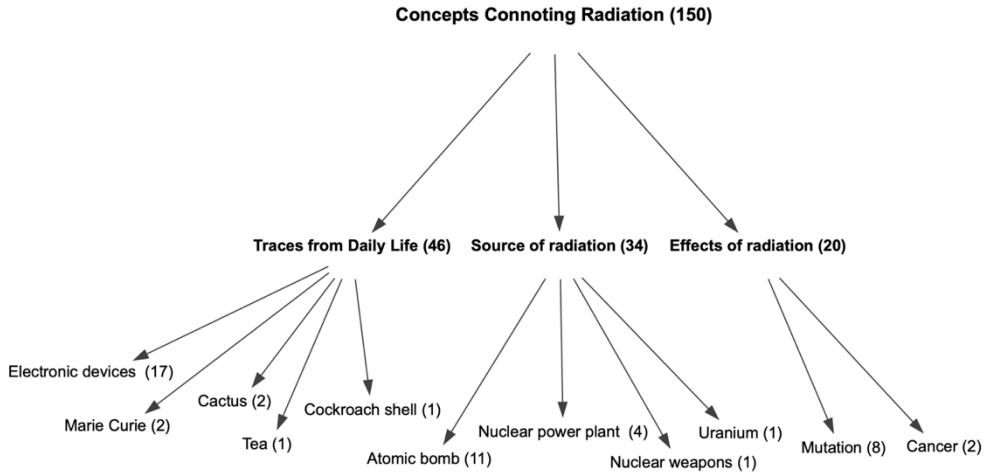 Concepts Connoting Radiation (150)
Traces from Daily Life (46)
Source of radiation (34)
Effects of radiation (20)
Electronic devices (17)
Marie Curie (2)
Cactus (2)
Tea (1)
Cockroach shell (1)
Atomic bomb (11)
Nuclear power plant (4)
Nuclear weapons (1)
Uranium (1)
Mutation (8)
Cancer (2)